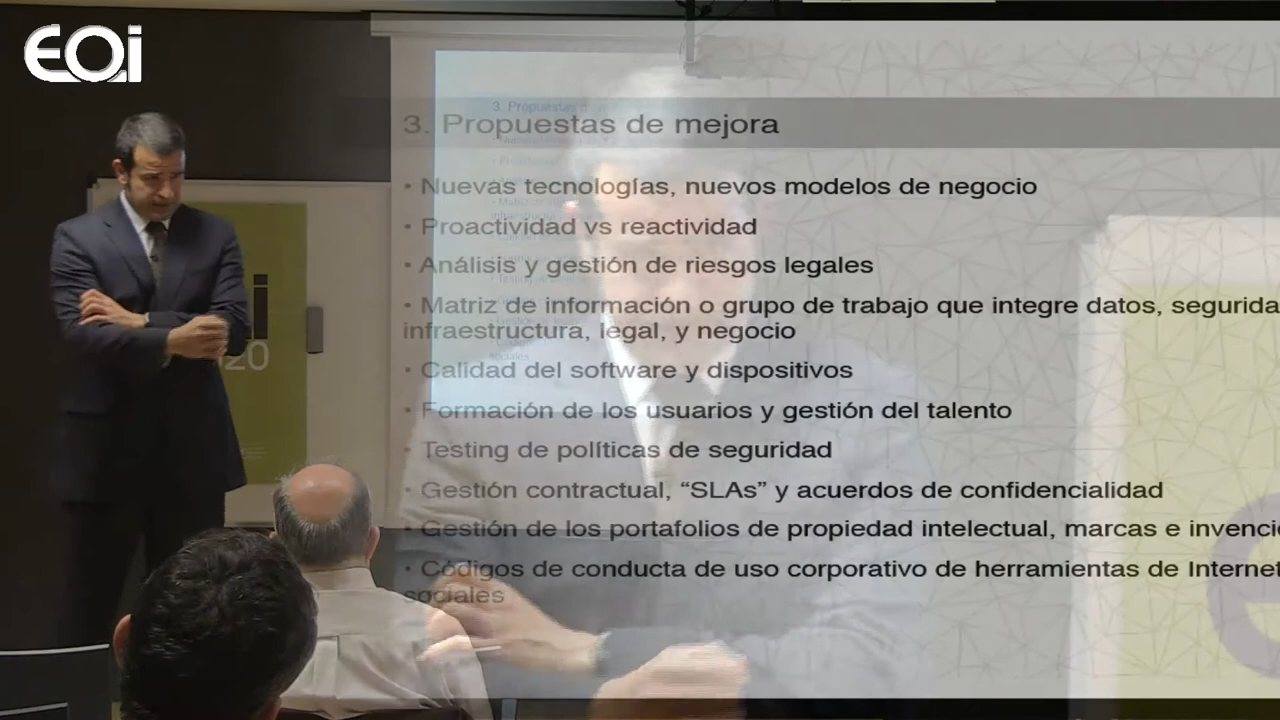 EOi
3. Propuestas de mejora
• Nuevas tecnologías, nuevos modelos de negocio
• Proactividad vs reactividad
• Análisis y gestión de riesgos legales
• Matriz de información o grupo de trabajo que integre datos, segurida
infraestructura, legal, y negocio
• Calidad del software y dispositivos
• Formación de los usuarios y gestión del talento
• Testing de políticas de seguridad
• Gestión contractual, “SLAs” y acuerdos de confidencialidad
• Gestión de los portafolios de propiedad intelectual, marcas e invenci
• Códigos de conducta de uso corporativo de herramientas de Internet
sociales
20